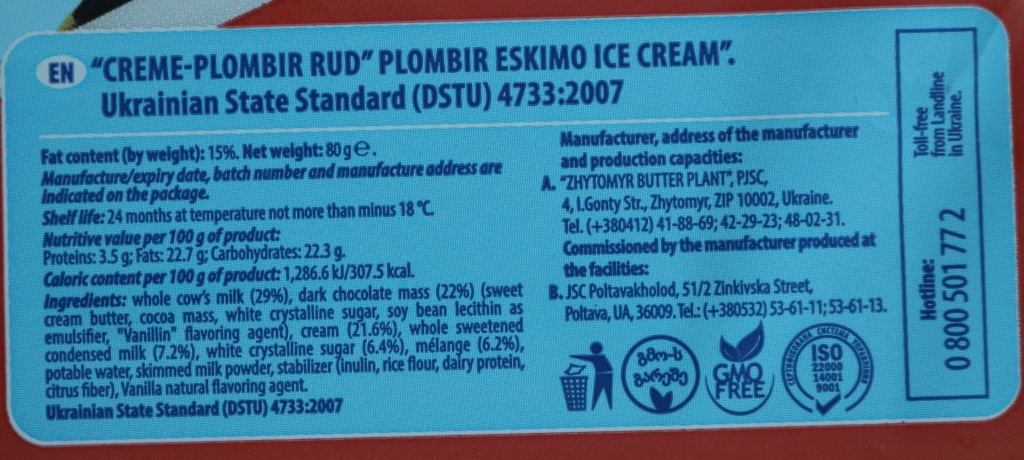 EN "CREME-PLOMBIR RUD" PLOMBIR ESKIMO ICE CREAM".
Ukrainian State Standard (DSTU) 4733:2007
Fat content (by weight): 15%. Net weight: 80 g e.
Manufacture/expiry date, batch number and manufacture address are
indicated on the package.
Shelf life: 24 months at temperature not more than minus 18 °C.
Nutritive value per 100 g of product:
Proteins: 3.5 g; Fats: 22.7 g; Carbohydrates: 22.3 g.
Caloric content per 100 g of product: 1,286.6 kJ/307.5 kcal.
Ingredients: whole cow's milk (29%), dark chocolate mass (22%) (sweet
cream butter, cocoa mass, white crystalline sugar, soy bean lecithin as
emulsifier, "Vanillin" flavoring agent), cream (21.6%), whole sweetened
condensed milk (7.2%), white crystalline sugar (6.4%), mélange (6.2%),
potable water, skimmed milk powder, stabilizer (inulin, rice flour, dairy protein,
citrus fiber), Vanilla natural flavoring agent.
Ukrainian State Standard (DSTU) 4733:2007
Manufacturer, address of the manufacturer
and production capacities:
A. "ZHYTOMYR BUTTER PLANT", PJSC,
4, I.Gonty Str., Zhytomyr, ZIP 10002, Ukraine.
Tel. (+380412) 41-88-69; 42-29-23; 48-02-31.
Commissioned by the manufacturer produced at
the facilities:
B. JSC Poltavakholod, 51/2 Zinkivska Street,
Poltava, UA, 36009. Tel.: (+380532) 53-61-11; 53-61-13.
გმო-ს
გარეშე
GMO
FREE
СЕРТИФІКОВАНА СИСТЕМА УПРАВЛІННЯ
ISO
22000
14001
9001
Hotline:
0 800 501 77 2
Toll-free
from Landline
in Ukraine.